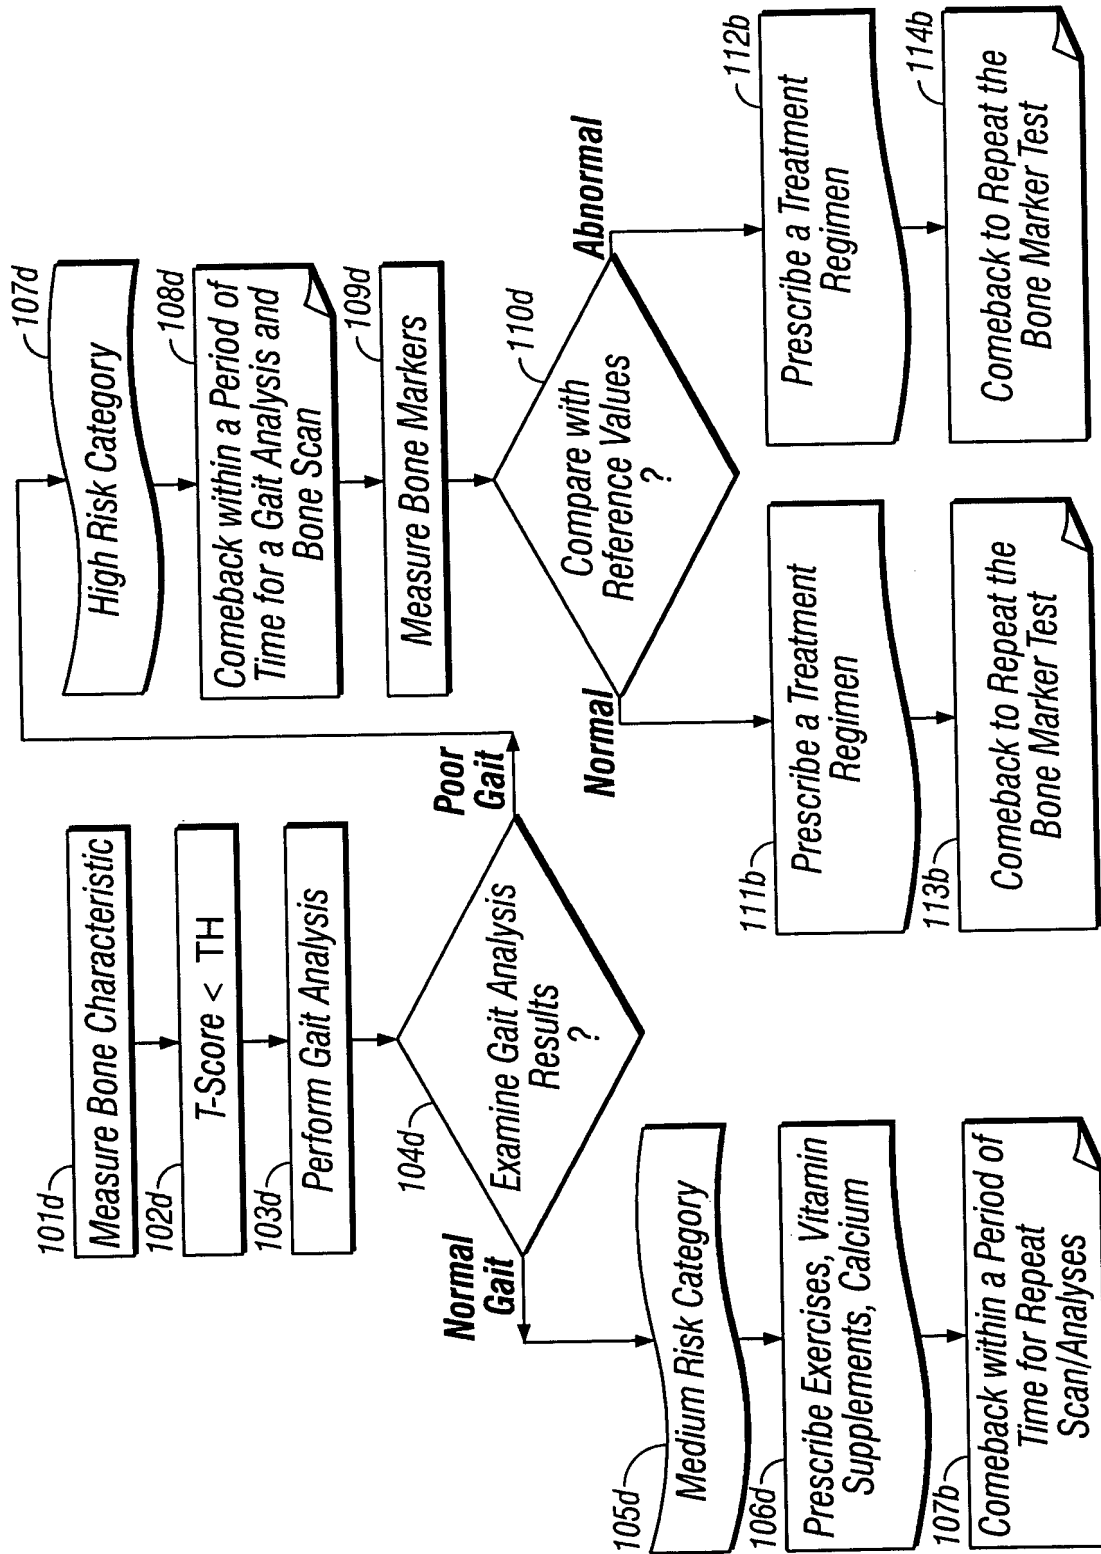 101d
Measure Bone Characteristic
102d
T-Score < TH
103d
Perform Gait Analysis
104d
Examine Gait Analysis
Results
?
Normal
Gait
Poor
Gait
105d
Medium Risk Category
106d
Prescribe Exercises, Vitamin
Supplements, Calcium
107b
Comeback within a Period of
Time for Repeat
Scan/Analyses
107d
High Risk Category
108d
Comeback within a Period of
Time for a Gait Analysis and
Bone Scan
109d
Measure Bone Markers
110d
Compare with
Reference Values
?
Normal
Abnormal
111b
Prescribe a Treatment
Regimen
113b
Comeback to Repeat the
Bone Marker Test
112b
Prescribe a Treatment
Regimen
114b
Comeback to Repeat the
Bone Marker Test